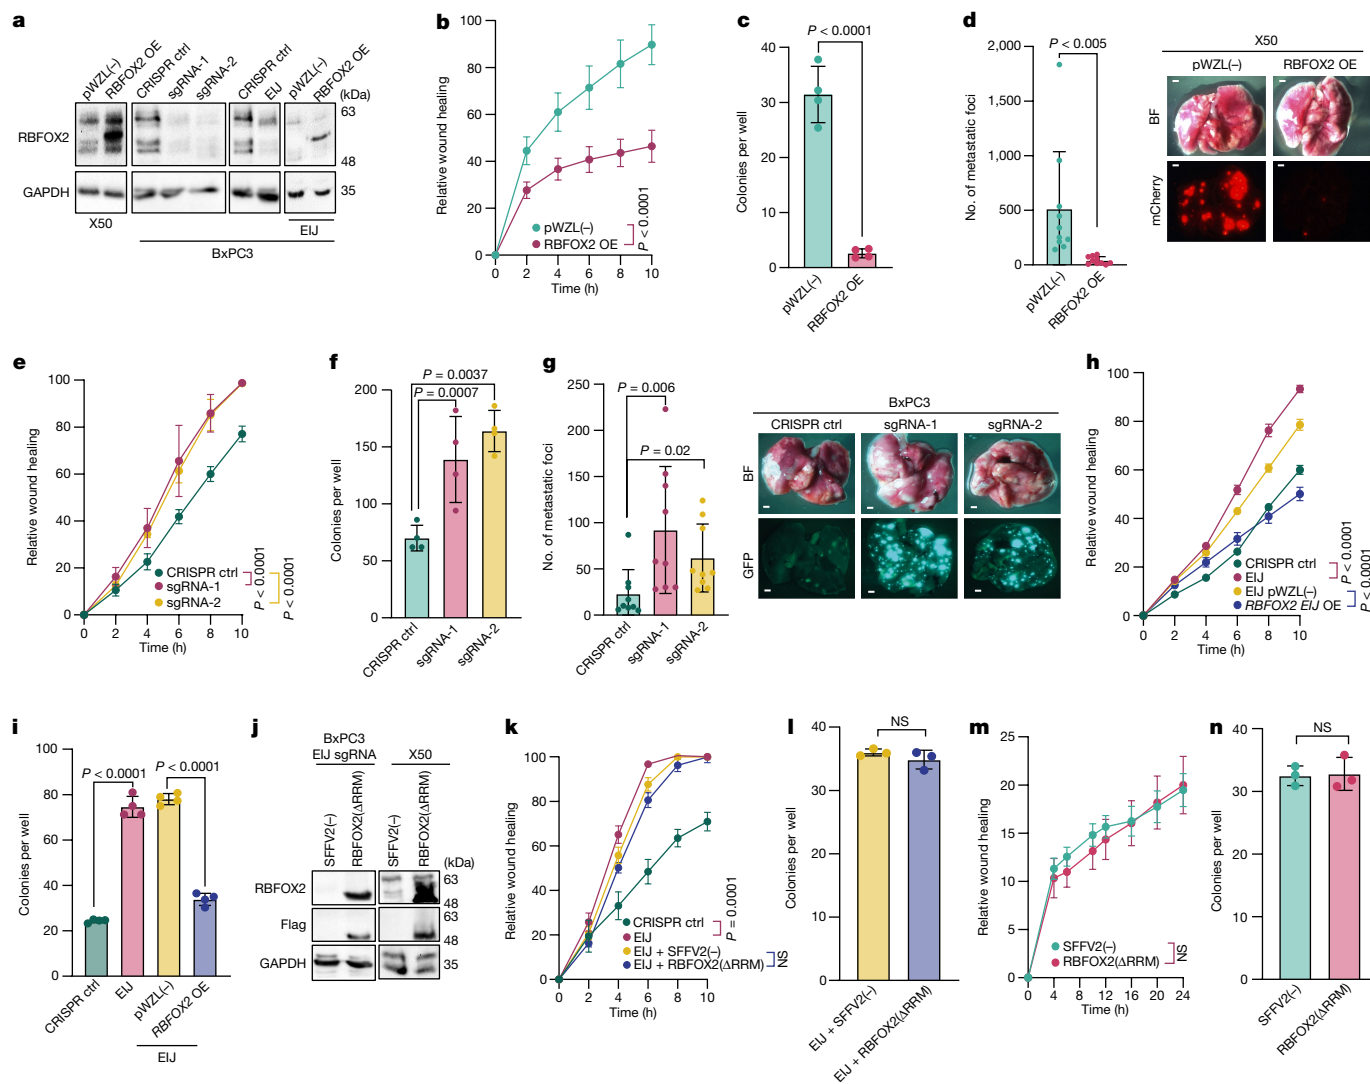 a
pWZL(–)
RBFOX2 OE
CRISPR ctrl
sgRNA-1
sgRNA-2
CRISPR ctrl
EIJ
pWZL(–)
RBFOX2 OE
(kDa)
RBFOX2
63
48
GAPDH
35
X50
EIJ
BxPC3
b
Relative wound healing
100
80
60
40
20
0
pWZL(–)
RBFOX2 OE
P < 0.0001
0 2 4 6 8 10
Time (h)
c
P < 0.0001
Colonies per well
40
30
20
10
0
pWZL(–)
RBFOX2 OE
d
P < 0.005
No. of metastatic foci
2,000
1,500
1,000
500
0
pWZL(–)
RBFOX2 OE
X50
pWZL(–) RBFOX2 OE
BF
mCherry
e
Relative wound healing
100
80
60
40
20
0
CRISPR ctrl
sgRNA-1
sgRNA-2
P < 0.0001
P < 0.0001
0 2 4 6 8 10
Time (h)
f
P = 0.0037
P = 0.0007
Colonies per well
200
150
100
50
0
CRISPR ctrl
sgRNA-1
sgRNA-2
g
P = 0.006
P = 0.02
No. of metastatic foci
250
200
150
100
50
0
CRISPR ctrl
sgRNA-1
sgRNA-2
BxPC3
CRISPR ctrl sgRNA-1 sgRNA-2
BF
GFP
h
Relative wound healing
100
80
60
40
20
0
CRISPR ctrl
EIJ
EIJ pWZL(–)
RBFOX2 EIJ OE
P < 0.0001
P < 0.0001
0 2 4 6 8 10
Time (h)
i
P < 0.0001
P < 0.0001
Colonies per well
100
80
60
40
20
0
CRISPR ctrl
EIJ
pWZL(–)
RBFOX2 OE
EIJ
j
BxPC3
EIJ sgRNA
X50
SFFV2(–)
RBFOX2(ΔRRM)
SFFV2(–)
RBFOX2(ΔRRM)
(kDa)
RBFOX2
63
48
Flag
63
48
GAPDH
35
k
Relative wound healing
100
80
60
40
20
0
CRISPR ctrl
EIJ
EIJ + SFFV2(–)
EIJ + RBFOX2(ΔRRM)
P = 0.0001
NS
0 2 4 6 8 10
Time (h)
l
NS
Colonies per well
40
30
20
10
0
EIJ + SFFV2(–)
EIJ + RBFOX2(ΔRRM)
m
Relative wound healing
25
20
15
10
5
0
SFFV2(–)
RBFOX2(ΔRRM)
NS
0 4 8 12 16 20 24
Time (h)
n
NS
Colonies per well
40
30
20
10
0
SFFV2(–)
RBFOX2(ΔRRM)